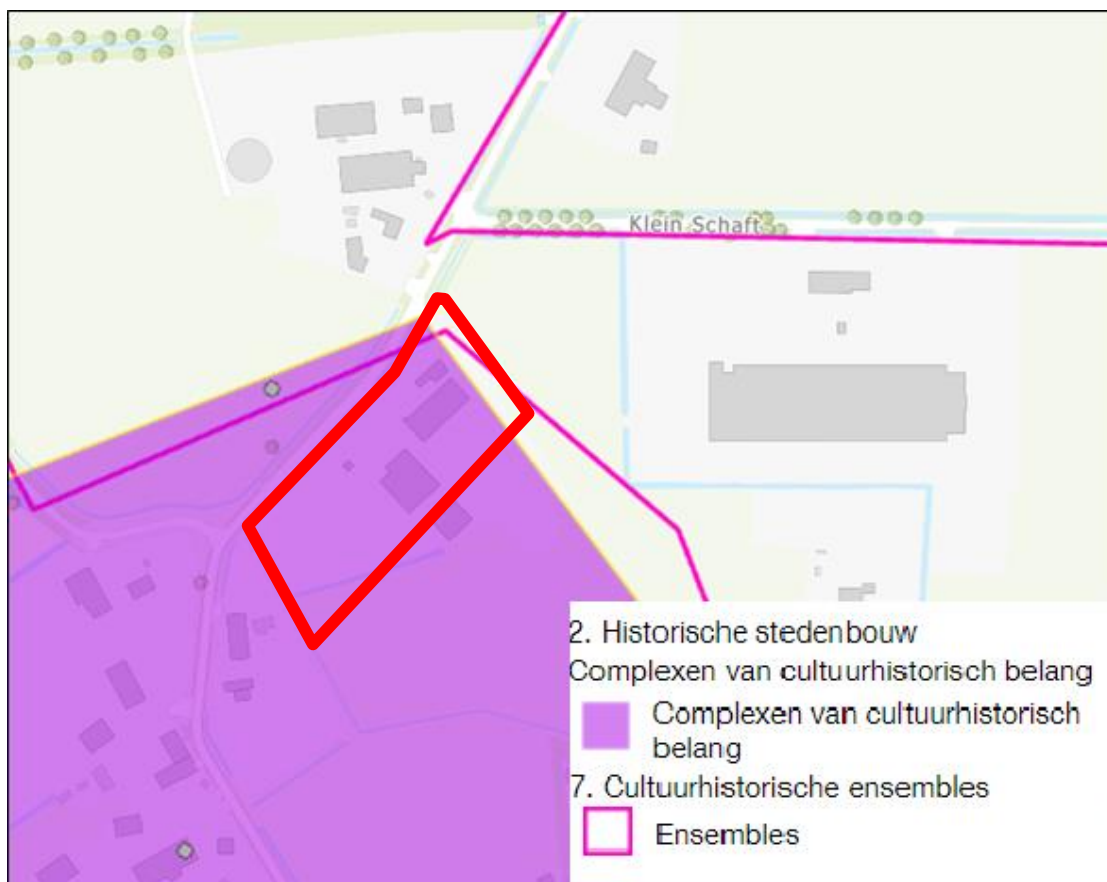 Klein Schaft
2. Historische stedenbouw
Complexen van cultuurhistorisch belang
Complexen van cultuurhistorisch
belang
7. Cultuurhistorische ensembles
Ensembles